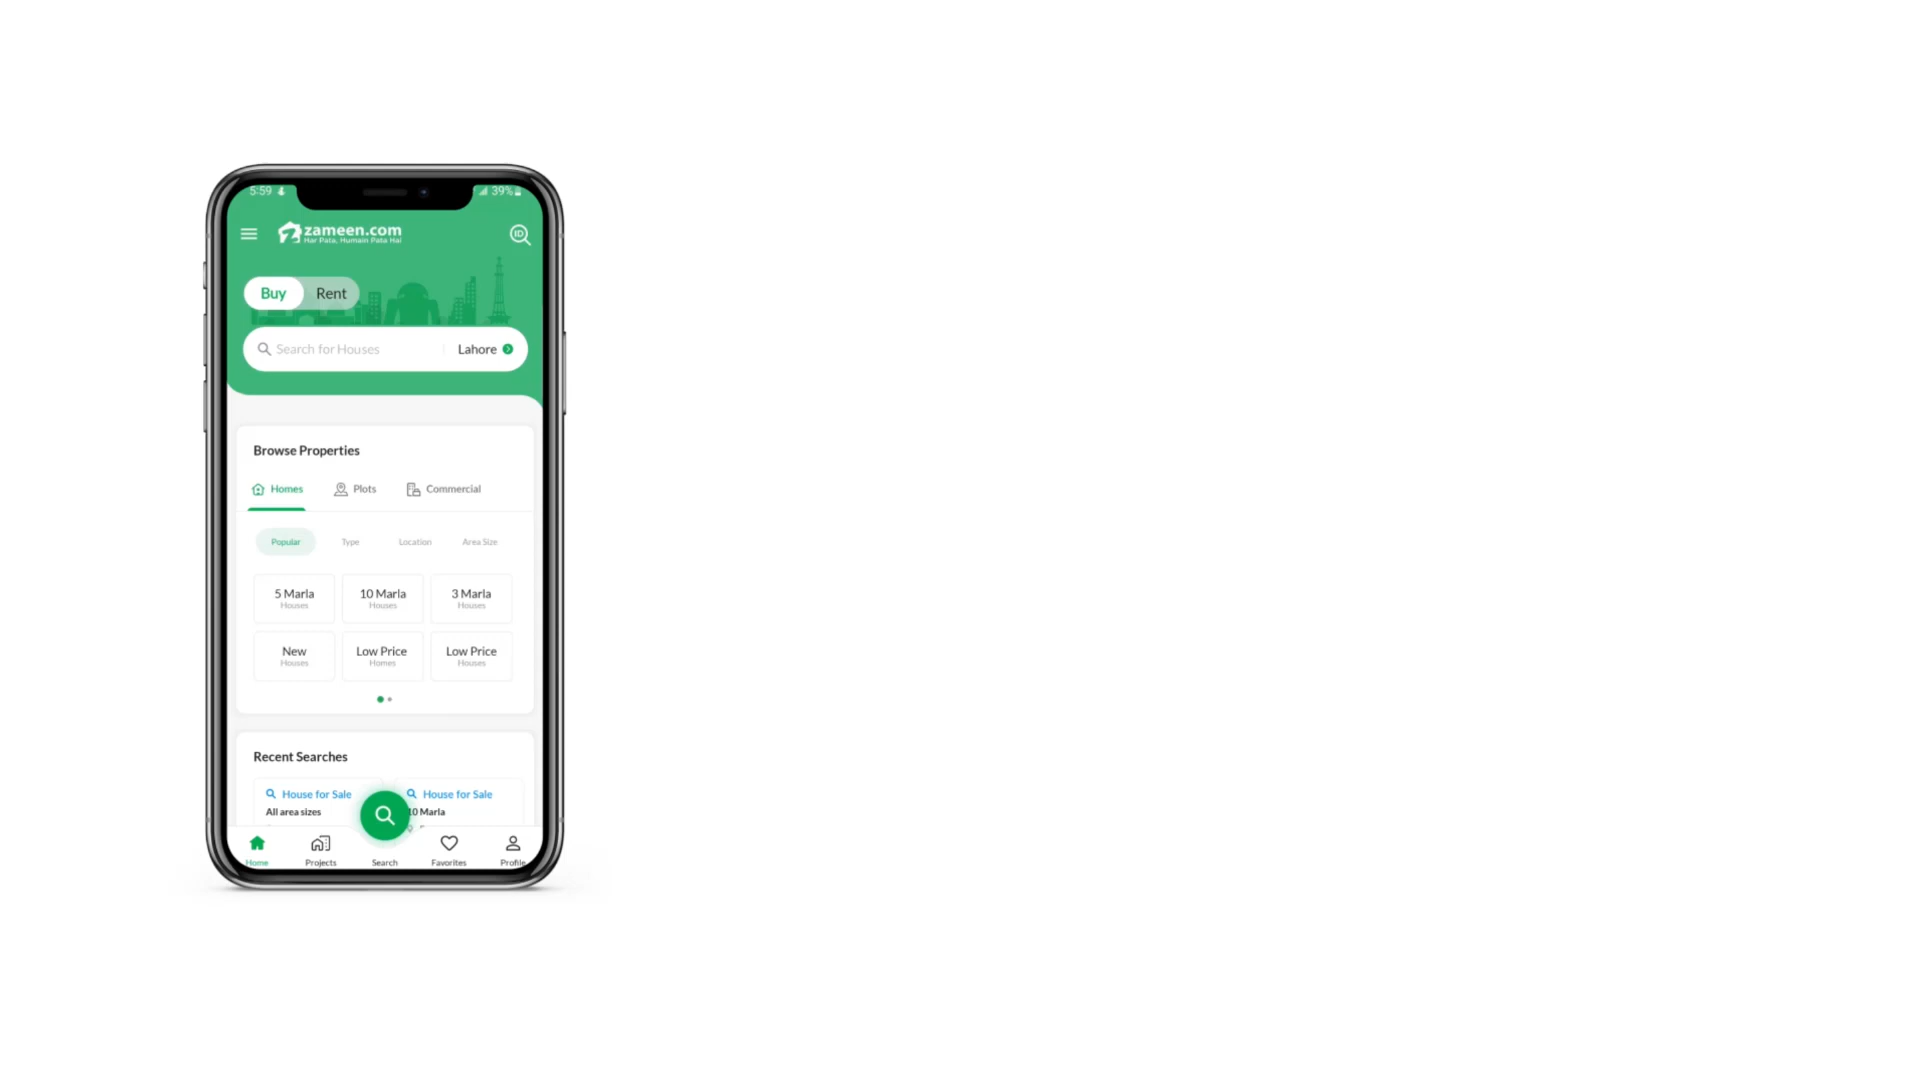 5:59 39%
zameen.com
Har Pata, Humain Pata Hai
ID
Buy Rent
Search for Houses Lahore
Browse Properties
Homes Plots Commercial
Popular Type Location Area Size
5 Marla 10 Marla 3 Marla
Houses Houses Houses
New Low Price Low Price
Houses Homes Houses
Recent Searches
House for Sale House for Sale
All area sizes 10 Marla
Home Projects Search Favorites Profile